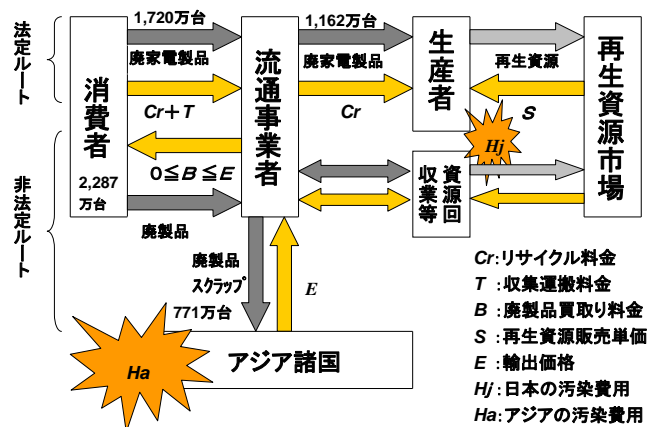 法定ルート
非法定ルート
消費者
2,287
万台
1,720万台
廃家電製品
Cr＋T
0≦B≦E
廃製品
流通事業者
1,162万台
廃家電製品
Cr
生産者
再生資源
S
Hj
資源回
収業等
再生資源市場
廃製品
スクラップ
771万台
E
Ha
アジア諸国
Cr:リサイクル料金
T :収集運搬料金
B :廃製品買取り料金
S :再生資源販売単価
E :輸出価格
Hj:日本の汚染費用
Ha:アジアの汚染費用